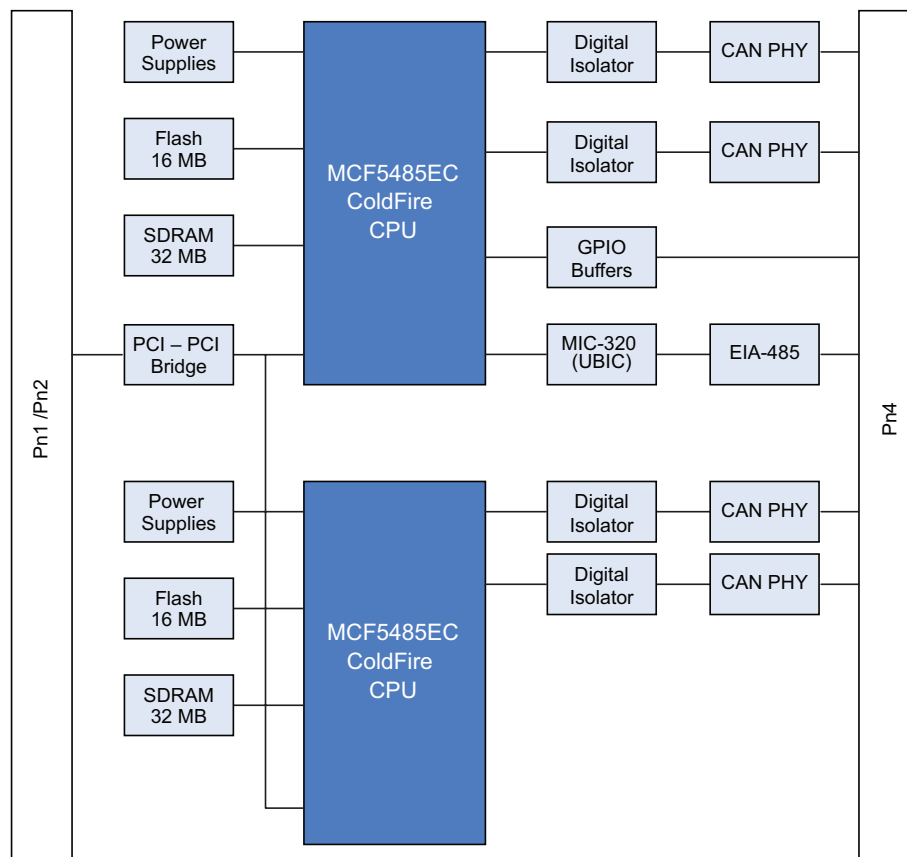 Pn1 /Pn2
Power
Supplies
Flash
16 MB
SDRAM
32 MB
PCI – PCI
Bridge
MCF5485EC
ColdFire
CPU
Digital
Isolator
CAN PHY
Digital
Isolator
CAN PHY
GPIO
Buffers
MIC-320
(UBIC)
EIA-485
Pn4
Power
Supplies
Flash
16 MB
SDRAM
32 MB
MCF5485EC
ColdFire
CPU
Digital
Isolator
CAN PHY
Digital
Isolator
CAN PHY